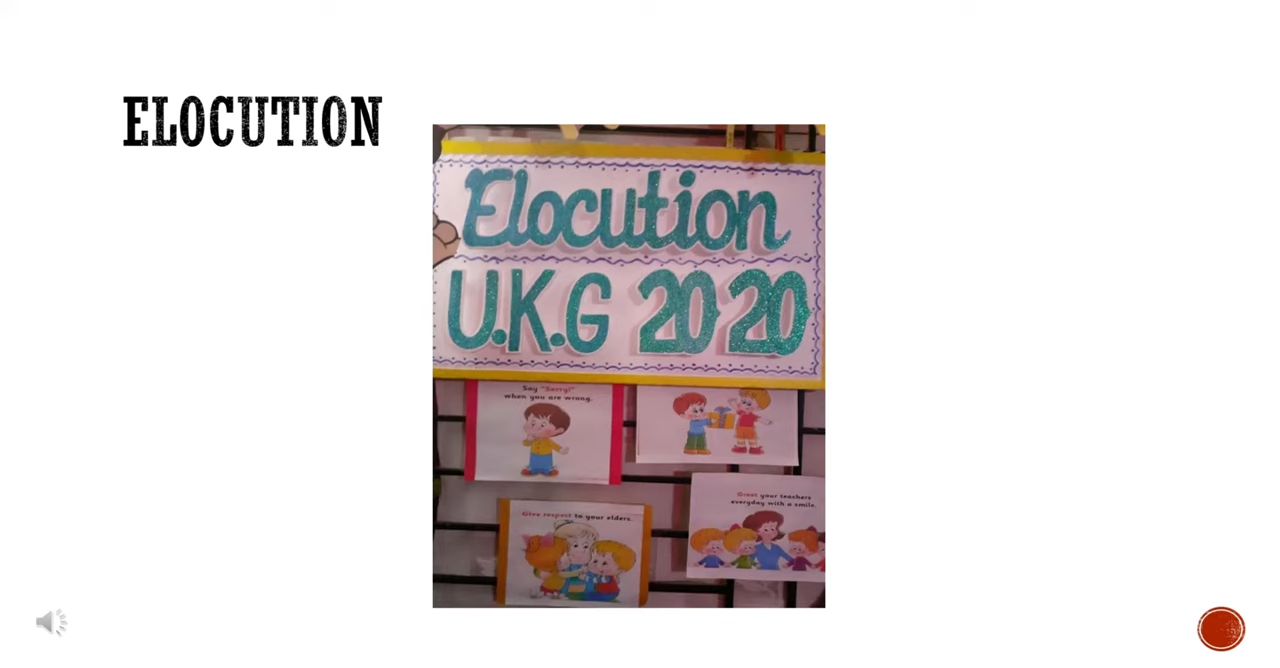 ELOCUTION
Elocution
U.K.G 2020
Say "Sorry!"
when you are wrong.
Greet your teachers
everyday with a smile.
Give respect to your elders.